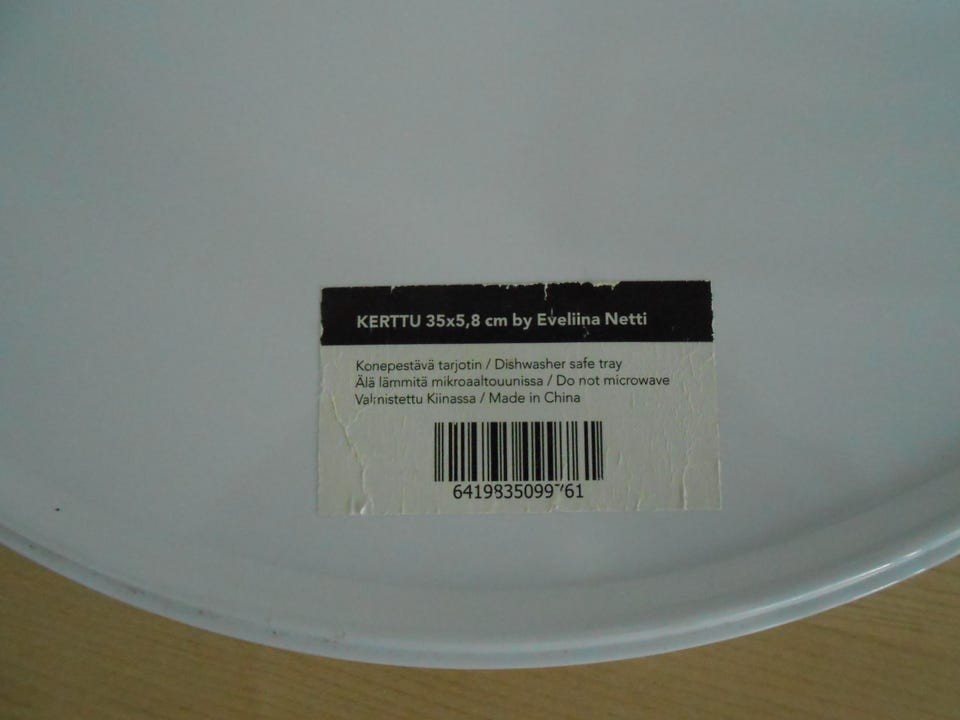 KERTTU 35x5,8 cm by Eveliina Netti
Konepestävä tarjotin / Dishwasher safe tray
Älä lämmitä mikroaaltouunissa / Do not microwave
Valmistettu Kiinassa / Made in China
6419835099761